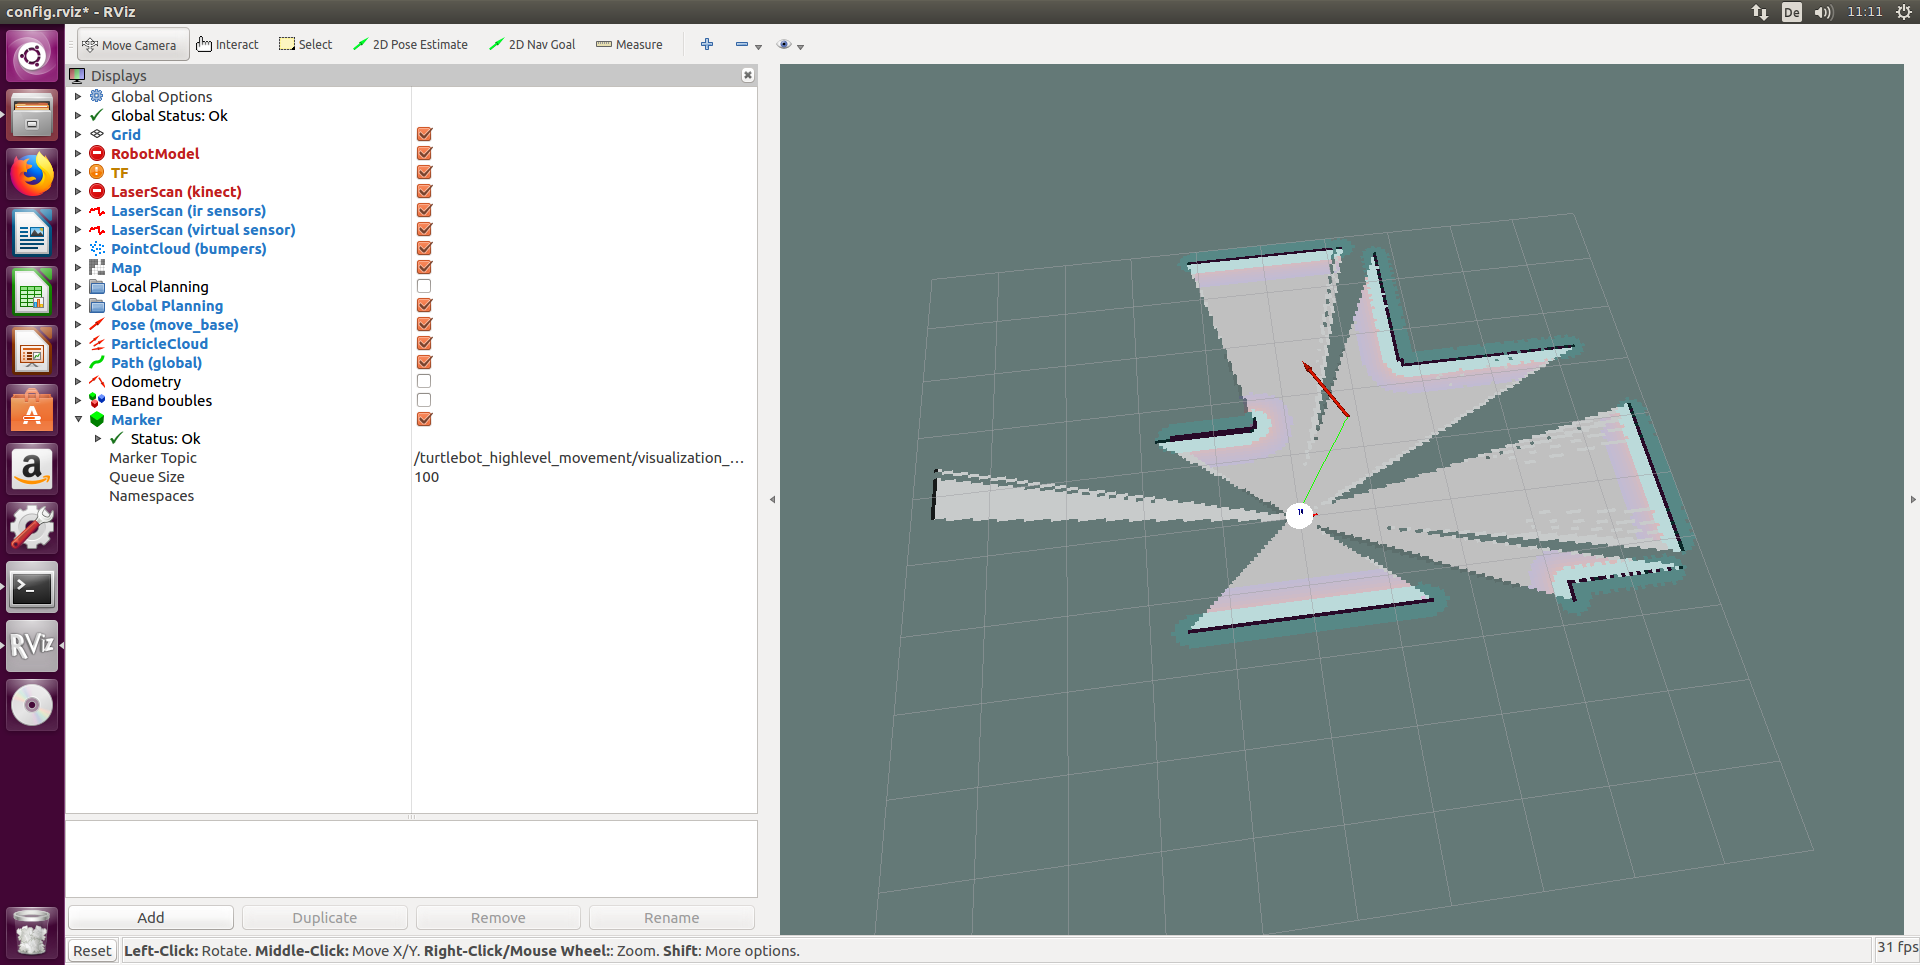 config.rviz* - RViz
De
11:11
Move Camera
Interact
Select
2D Pose Estimate
2D Nav Goal
Measure
Displays
Global Options
Global Status: Ok
Grid
RobotModel
TF
LaserScan (kinect)
LaserScan (ir sensors)
LaserScan (virtual sensor)
PointCloud (bumpers)
Map
Local Planning
Global Planning
Pose (move_base)
ParticleCloud
Path (global)
Odometry
EBand boubles
Marker
Status: Ok
Marker Topic /turtlebot_highlevel_movement/visualization_...
Queue Size 100
Namespaces
RViz
Add
Duplicate
Remove
Rename
Reset
Left-Click: Rotate. Middle-Click: Move X/Y. Right-Click/Mouse Wheel:: Zoom. Shift: More options.
31 fps